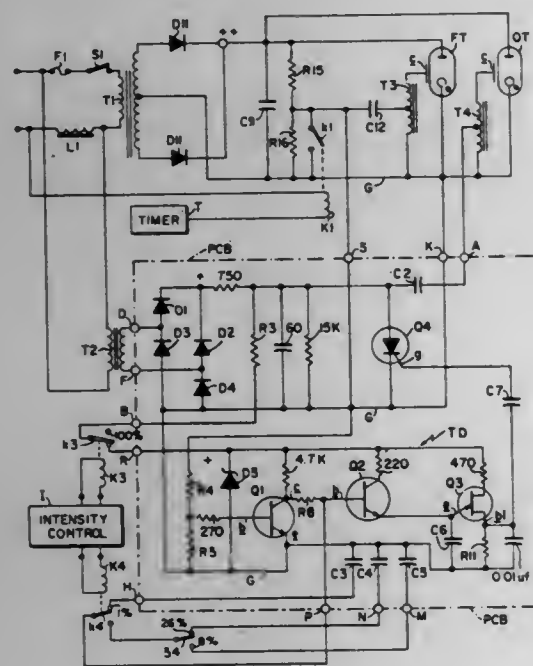 D11
++
FT
QT
F1
S1
R15
T3
T4
T1
C9
C12
R16
k1
L1
D11
G
TIMER
T
K1
PCB
S
K
A
+
750
C2
D
D1
D3
D2
R3
60
15K
Q4
T2
g
F
D4
C7
B
G
k3
100%
TD
R
+
4.7K
Q2
220
470
K3
R4
D5
Q1
c
b
Q3
I
R6
e
b1
INTENSITY
CONTROL
270
b
e
C6
R11
R5
C3
C4
C5
K4
G
0.01uf
H
k4
1%
P
N
M
PCB
26%
S4
8%